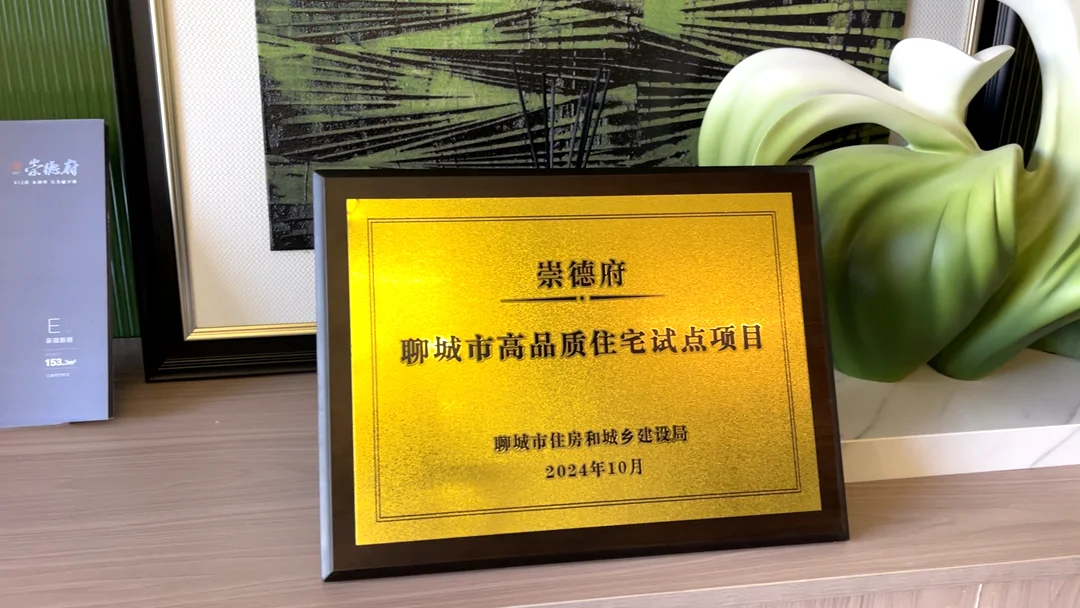 崇德府
E
153.
崇德府
聊城市高品质住宅试点项目
聊城市住房和城乡建设局
2024年10月